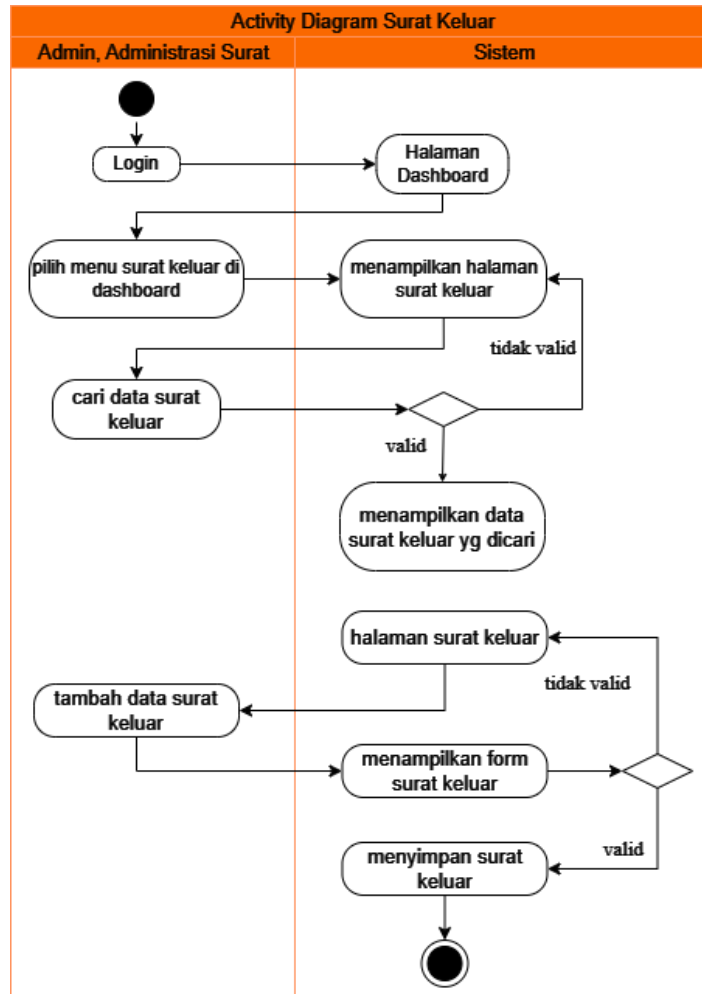 Activity Diagram Surat Keluar
Admin, Administrasi Surat
Sistem
Login
Halaman
Dashboard
pilih menu surat keluar di
dashboard
menampilkan halaman
surat keluar
tidak valid
cari data surat
keluar
valid
menampilkan data
surat keluar yg dicari
halaman surat keluar
tidak valid
tambah data surat
keluar
menampilkan form
surat keluar
valid
menyimpan surat
keluar